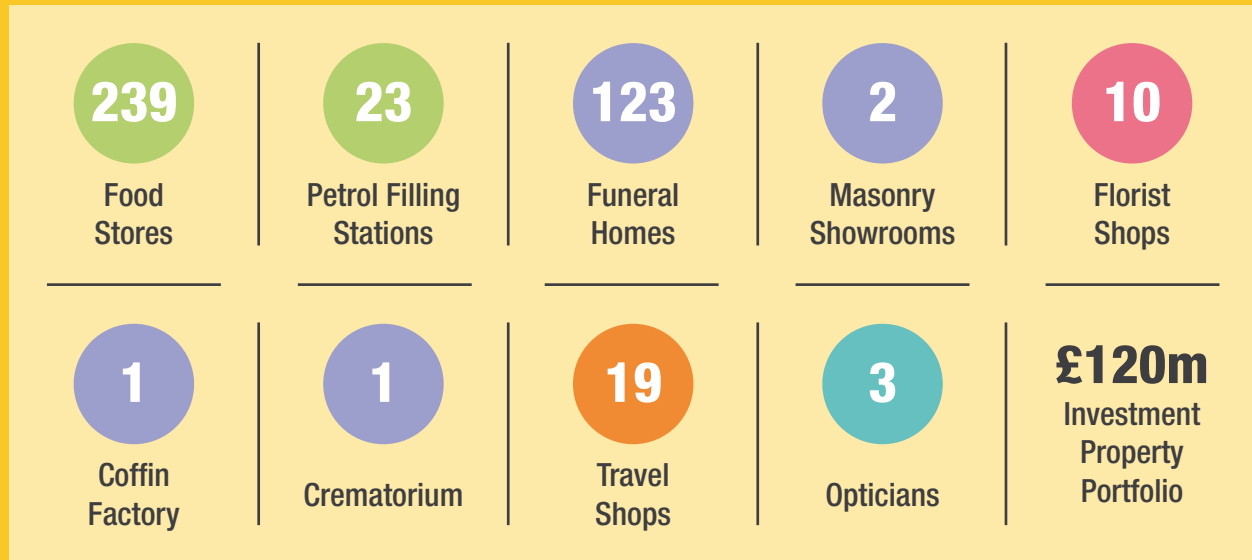 239
Food
Stores
23
Petrol Filling
Stations
123
Funeral
Homes
2
Masonry
Showrooms
10
Florist
Shops
1
Coffin
Factory
1
Crematorium
19
Travel
Shops
3
Opticians
£120m
Investment
Property
Portfolio